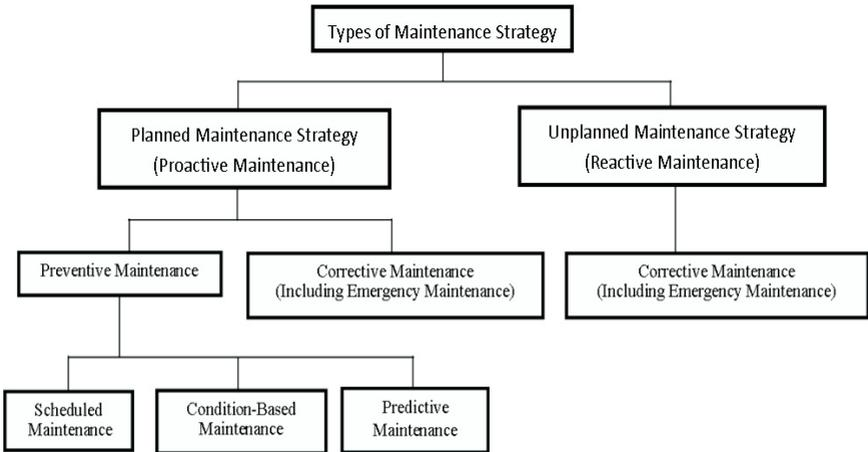 Types of Maintenance Strategy
Planned Maintenance Strategy
(Proactive Maintenance)
Unplanned Maintenance Strategy
(Reactive Maintenance)
Preventive Maintenance
Corrective Maintenance
(Including Emergency Maintenance)
Corrective Maintenance
(Including Emergency Maintenance)
Scheduled
Maintenance
Condition-Based
Maintenance
Predictive
Maintenance